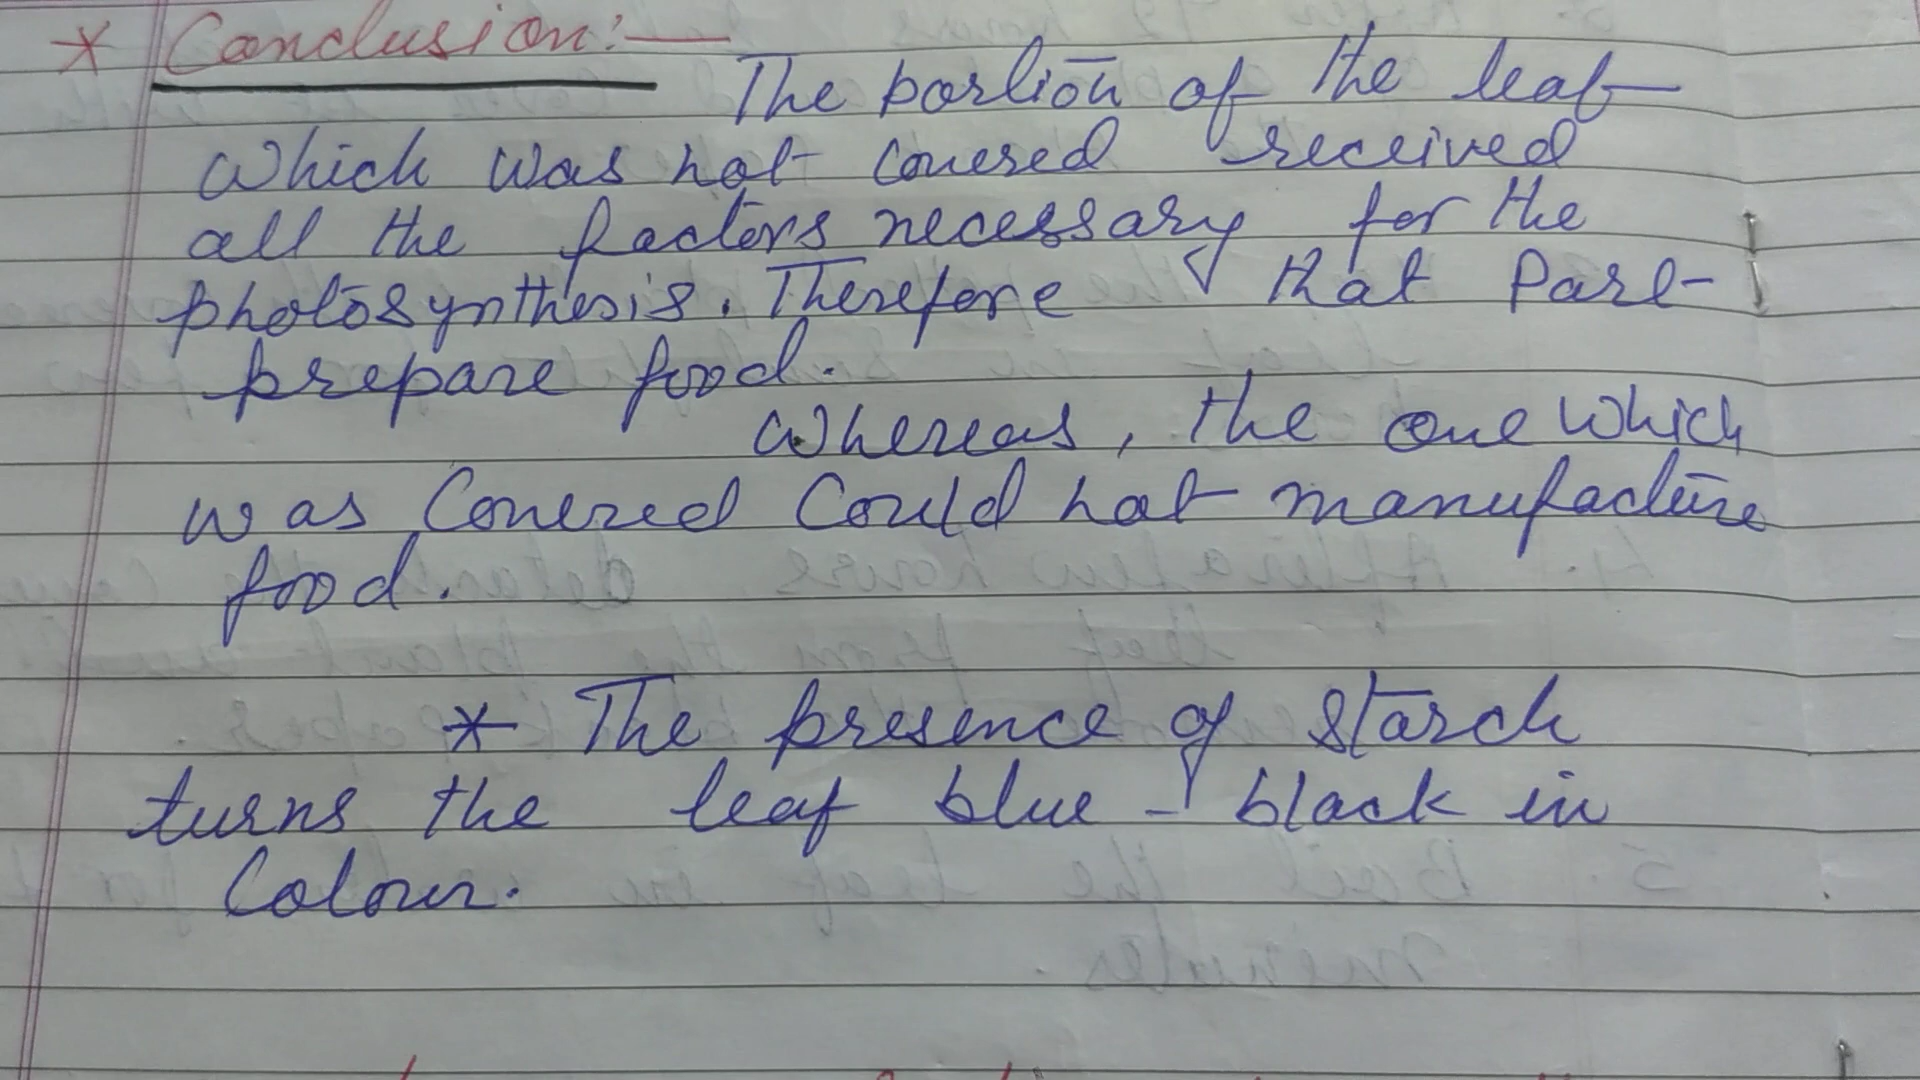 * Conclusion:—
The portion of the leaf
which was not covered received
all the factors necessary for the
photosynthesis. Therefore that Part
prepare food.
Whereas, the one which
was Covered Could not manufacture
food.
* The presence of Starch
turns the leaf blue - black in
Colour.